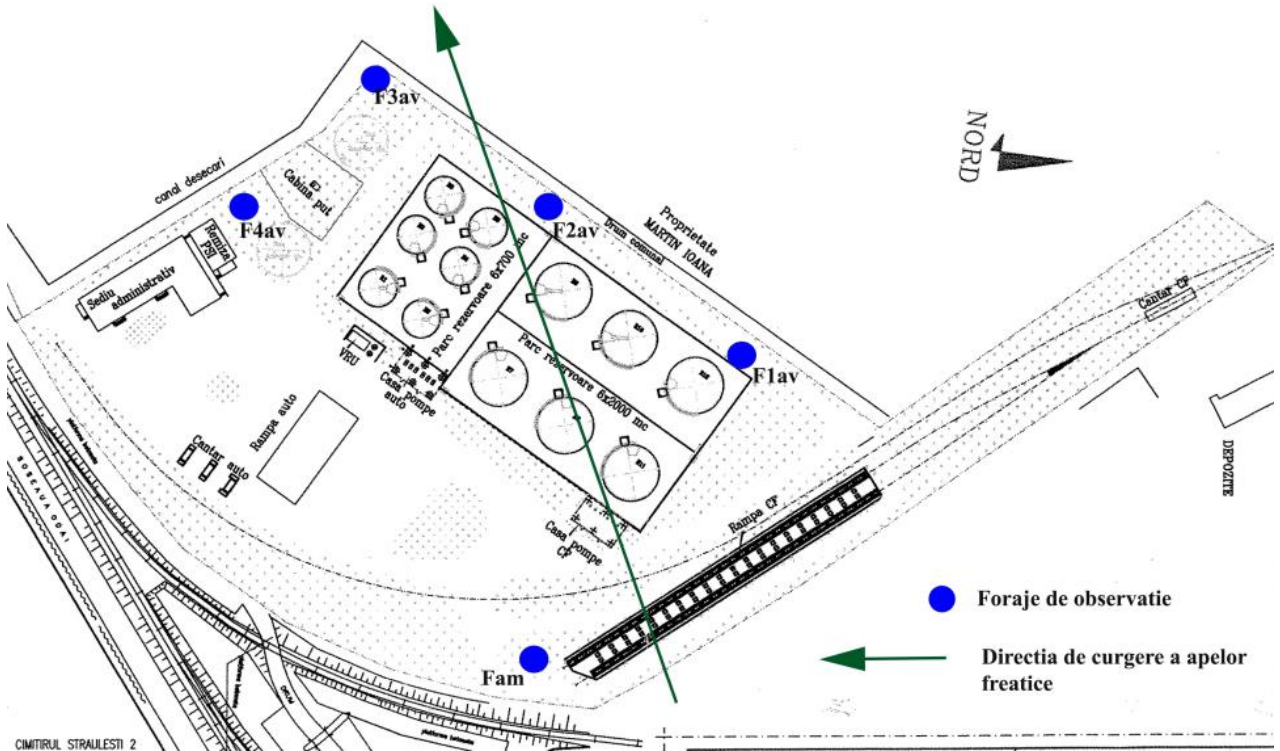 F3av
NORD
canal desecari
Cabina put
F4av
F2av
Proprietate
MARTIN IOANA
Drum comunal
Remiza
PSI
Sediu
administrativ
Parc rezervoare 6x700 mc
Cantar CF
VRU
Parc rezervoare 6x2000 mc
F1av
Casa pompe
auto
Rampa auto
Cantar auto
DEPOZITE
Rampa CF
Casa pompe
CF
SOSEAUA ODAI
Foraje de observatie
Fam
Directia de curgere a apelor
freatice
DRUM
CIMITIRUL STRAULESTI 2